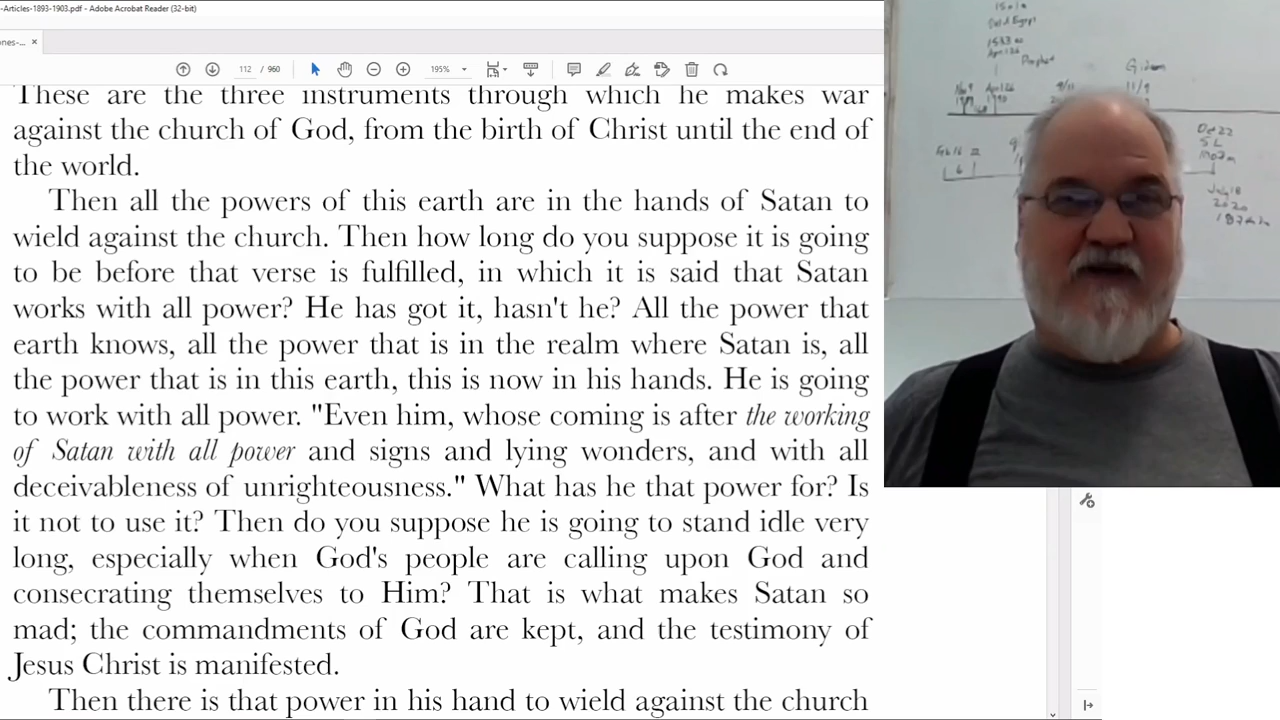 -Articles-1893-1903.pdf - Adobe Acrobat Reader (32-bit)
ones-... ×
112 / 960
195%
These are the three instruments through which he makes war
against the church of God, from the birth of Christ until the end of
the world.
Then all the powers of this earth are in the hands of Satan to
wield against the church. Then how long do you suppose it is going
to be before that verse is fulfilled, in which it is said that Satan
works with all power? He has got it, hasn't he? All the power that
earth knows, all the power that is in the realm where Satan is, all
the power that is in this earth, this is now in his hands. He is going
to work with all power. "Even him, whose coming is after the working
of Satan with all power and signs and lying wonders, and with all
deceivableness of unrighteousness." What has he that power for? Is
it not to use it? Then do you suppose he is going to stand idle very
long, especially when God's people are calling upon God and
consecrating themselves to Him? That is what makes Satan so
mad; the commandments of God are kept, and the testimony of
Jesus Christ is manifested.
Then there is that power in his hand to wield against the church
Prophet
11/9
9/11
Oct 22
July 18
2020